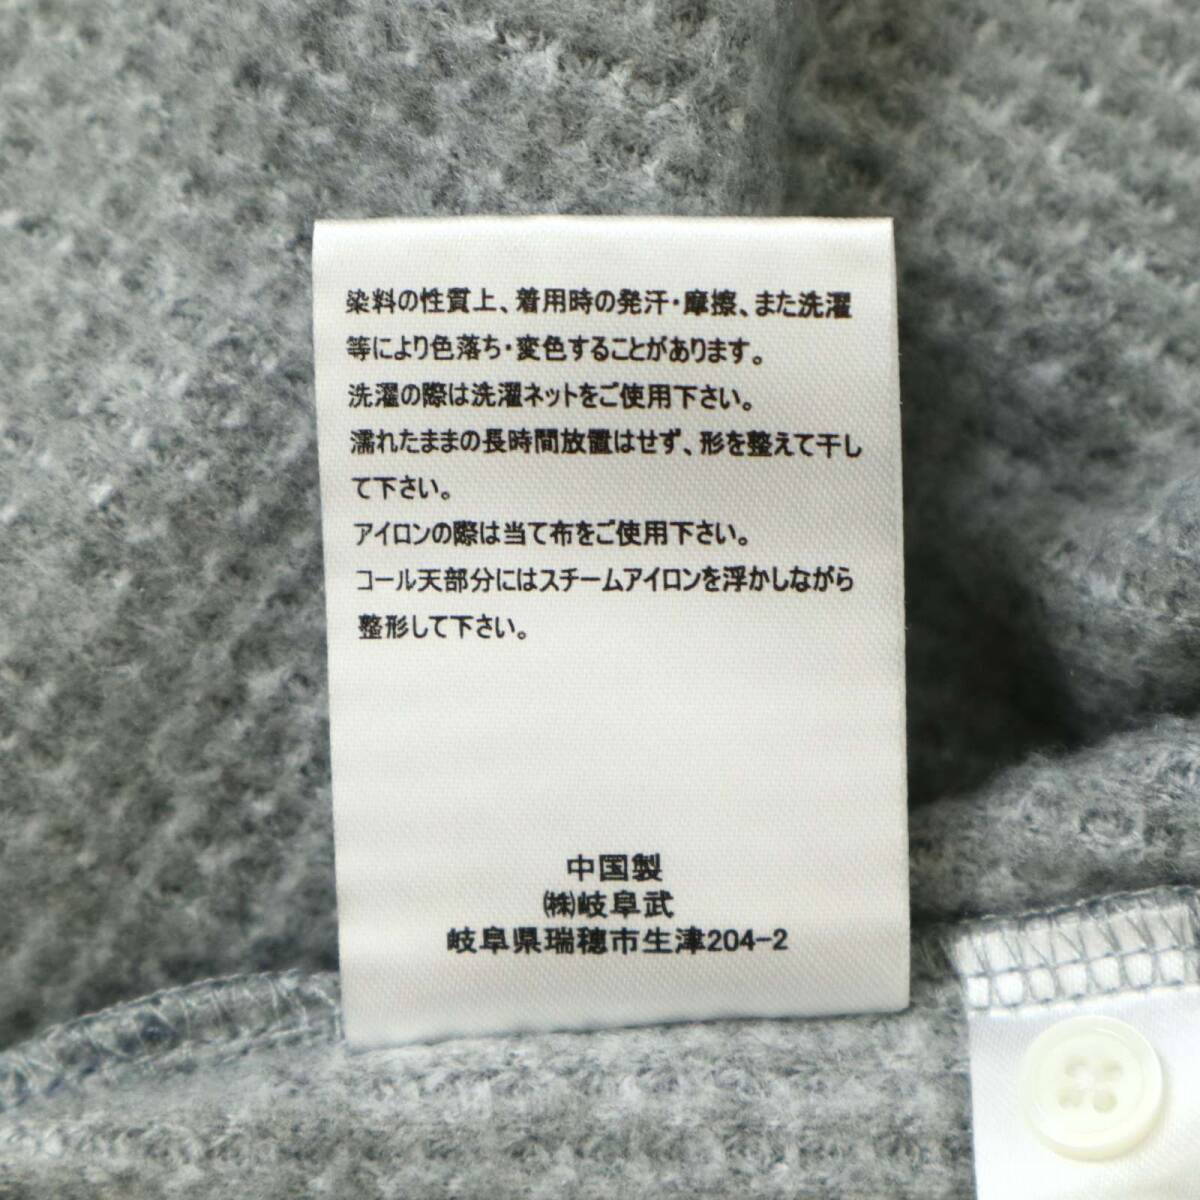 染料の性質上、着用時の発汗・摩擦、また洗濯
等により色落ち・変色することがあります。
洗濯の際は洗濯ネットをご使用下さい。
濡れたままの長時間放置はせず、形を整えて干し
て下さい。
アイロンの際は当て布をご使用下さい。
コール天部分にはスチームアイロンを浮かしながら
整形して下さい。
中国製
㈱岐阜武
岐阜県瑞穂市生津204-2